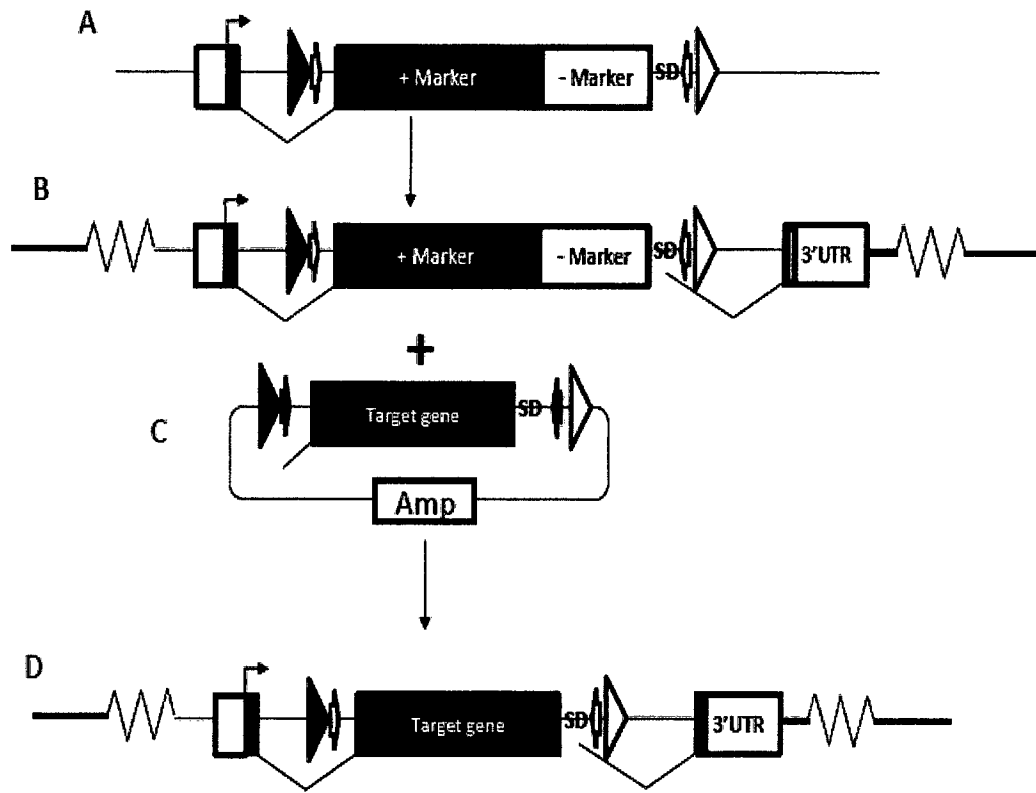 A
+ Marker
- Marker
SD
B
+ Marker
- Marker
SD
3'UTR
+
C
Target gene
SD
Amp
D
Target gene
SD
3'UTR